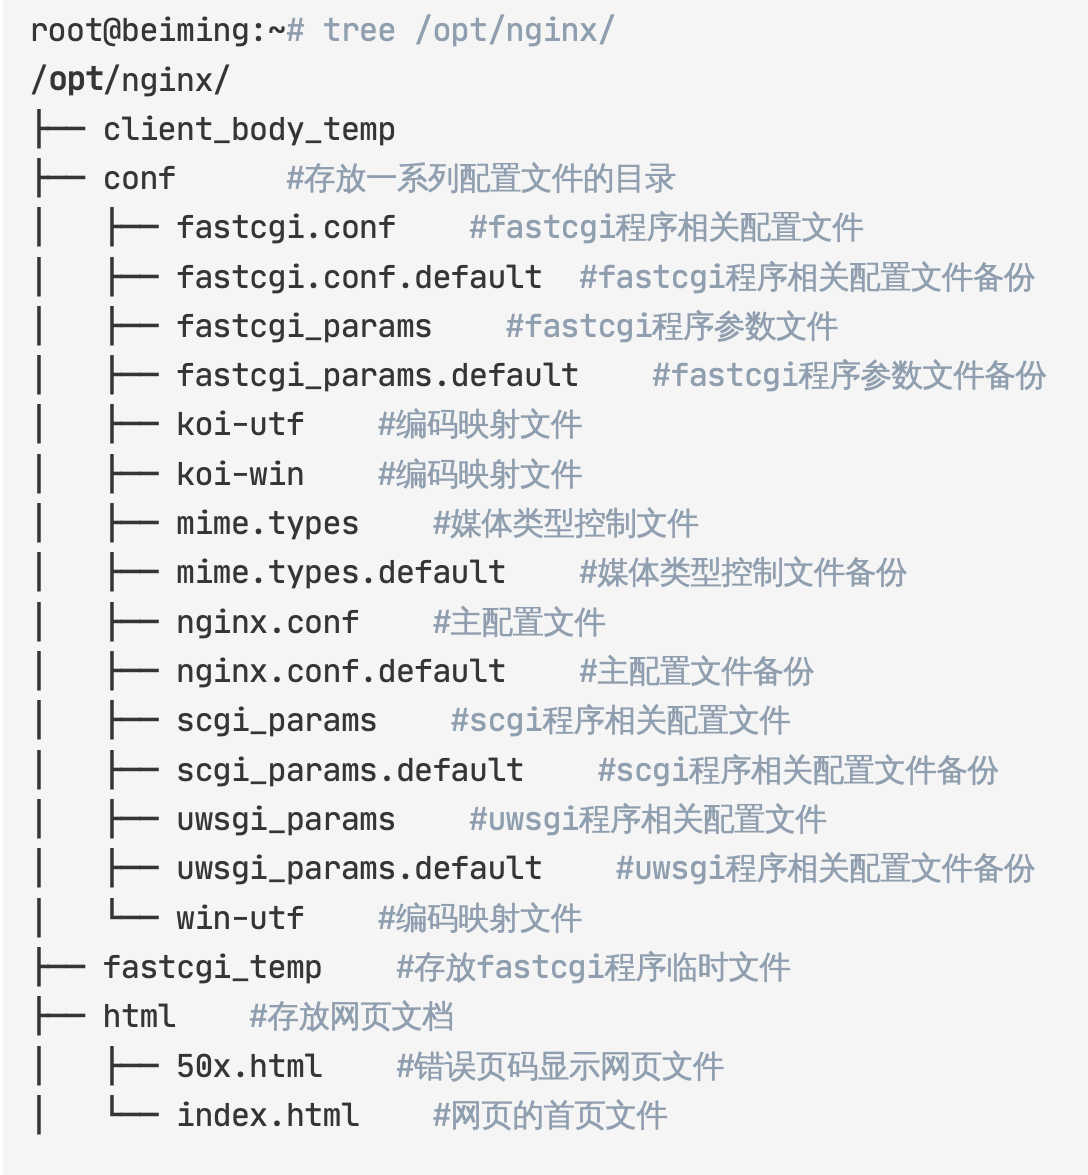 root@beiming:~# tree /opt/nginx/
/opt/nginx/
├── client_body_temp
├── conf      #存放一系列配置文件的目录
│   ├── fastcgi.conf    #fastcgi程序相关配置文件
│   ├── fastcgi.conf.default  #fastcgi程序相关配置文件备份
│   ├── fastcgi_params    #fastcgi程序参数文件
│   ├── fastcgi_params.default    #fastcgi程序参数文件备份
│   ├── koi-utf    #编码映射文件
│   ├── koi-win    #编码映射文件
│   ├── mime.types    #媒体类型控制文件
│   ├── mime.types.default    #媒体类型控制文件备份
│   ├── nginx.conf    #主配置文件
│   ├── nginx.conf.default    #主配置文件备份
│   ├── scgi_params    #scgi程序相关配置文件
│   ├── scgi_params.default    #scgi程序相关配置文件备份
│   ├── uwsgi_params    #uwsgi程序相关配置文件
│   ├── uwsgi_params.default    #uwsgi程序相关配置文件备份
│   └── win-utf    #编码映射文件
├── fastcgi_temp    #存放fastcgi程序临时文件
├── html    #存放网页文档
│   ├── 50x.html    #错误页码显示网页文件
│   └── index.html    #网页的首页文件